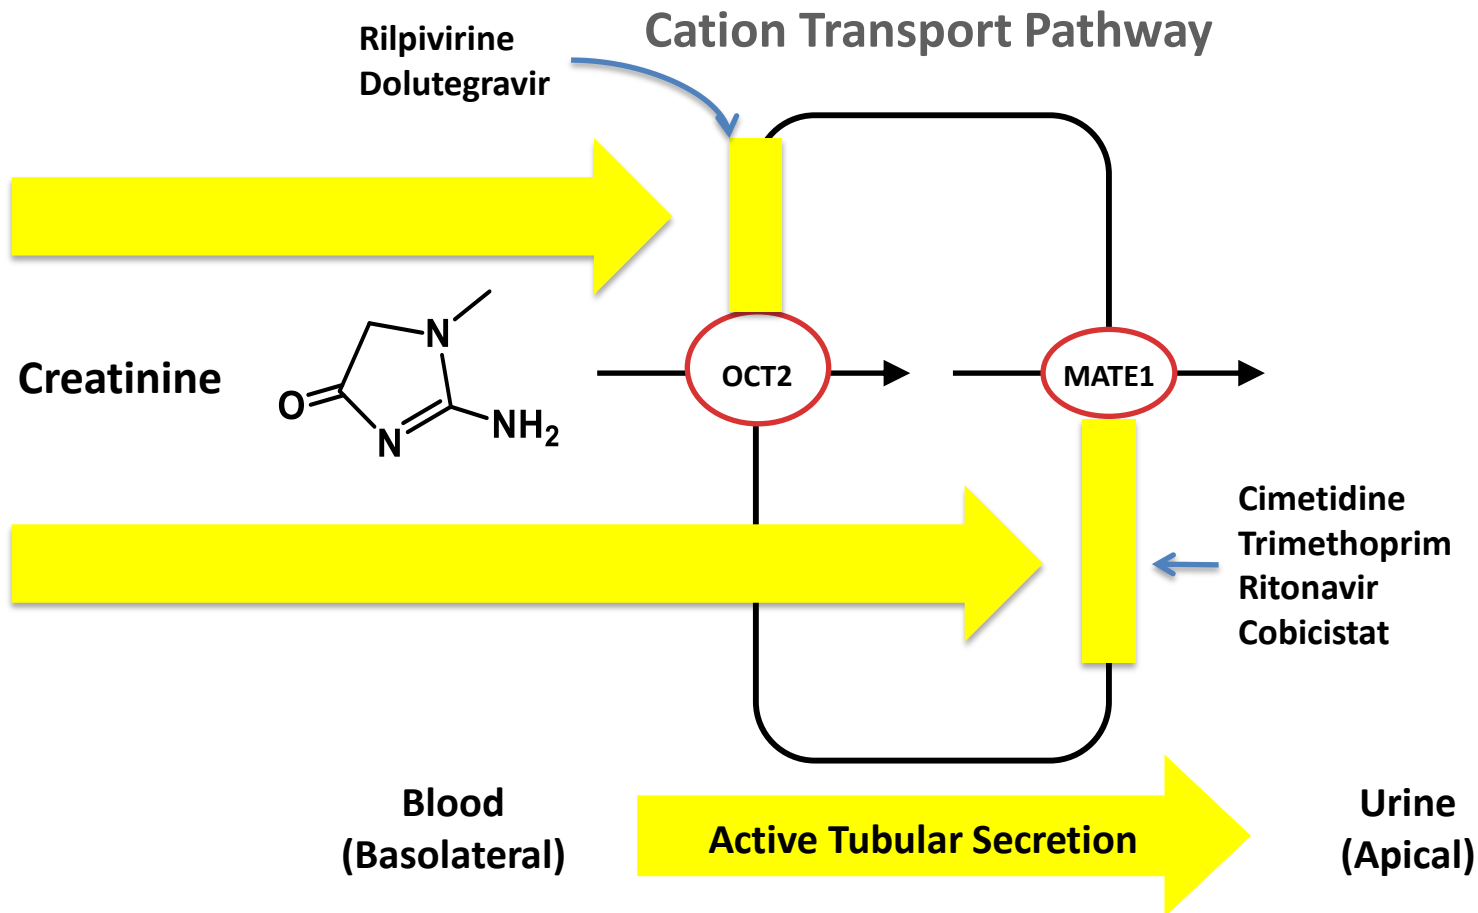 Cation Transport Pathway
Rilpivirine
Dolutegravir
Creatinine
O
N
N
NH2
OCT2
MATE1
Cimetidine
Trimethoprim
Ritonavir
Cobicistat
Blood
(Basolateral)
Active Tubular Secretion
Urine
(Apical)